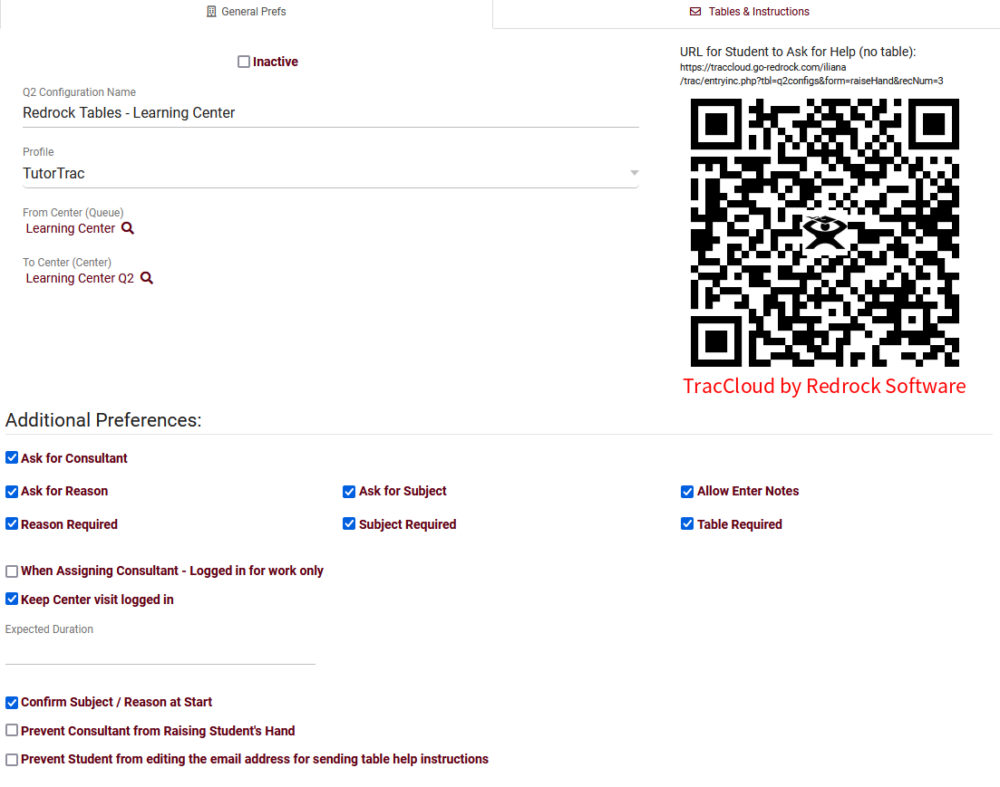 General Prefs
Tables & Instructions
Inactive
Q2 Configuration Name
Redrock Tables - Learning Center
Profile
TutorTrac
From Center (Queue)
Learning Center
To Center (Center)
Learning Center Q2
URL for Student to Ask for Help (no table):
https://traccloud.go-redrock.com/iliana
/trac/entryinc.php?tbl=q2configs&form=raiseHand&recNum=3
TracCloud by Redrock Software
Additional Preferences:
Ask for Consultant
Ask for Reason
Ask for Subject
Allow Enter Notes
Reason Required
Subject Required
Table Required
When Assigning Consultant - Logged in for work only
Keep Center visit logged in
Expected Duration
Confirm Subject / Reason at Start
Prevent Consultant from Raising Student's Hand
Prevent Student from editing the email address for sending table help instructions